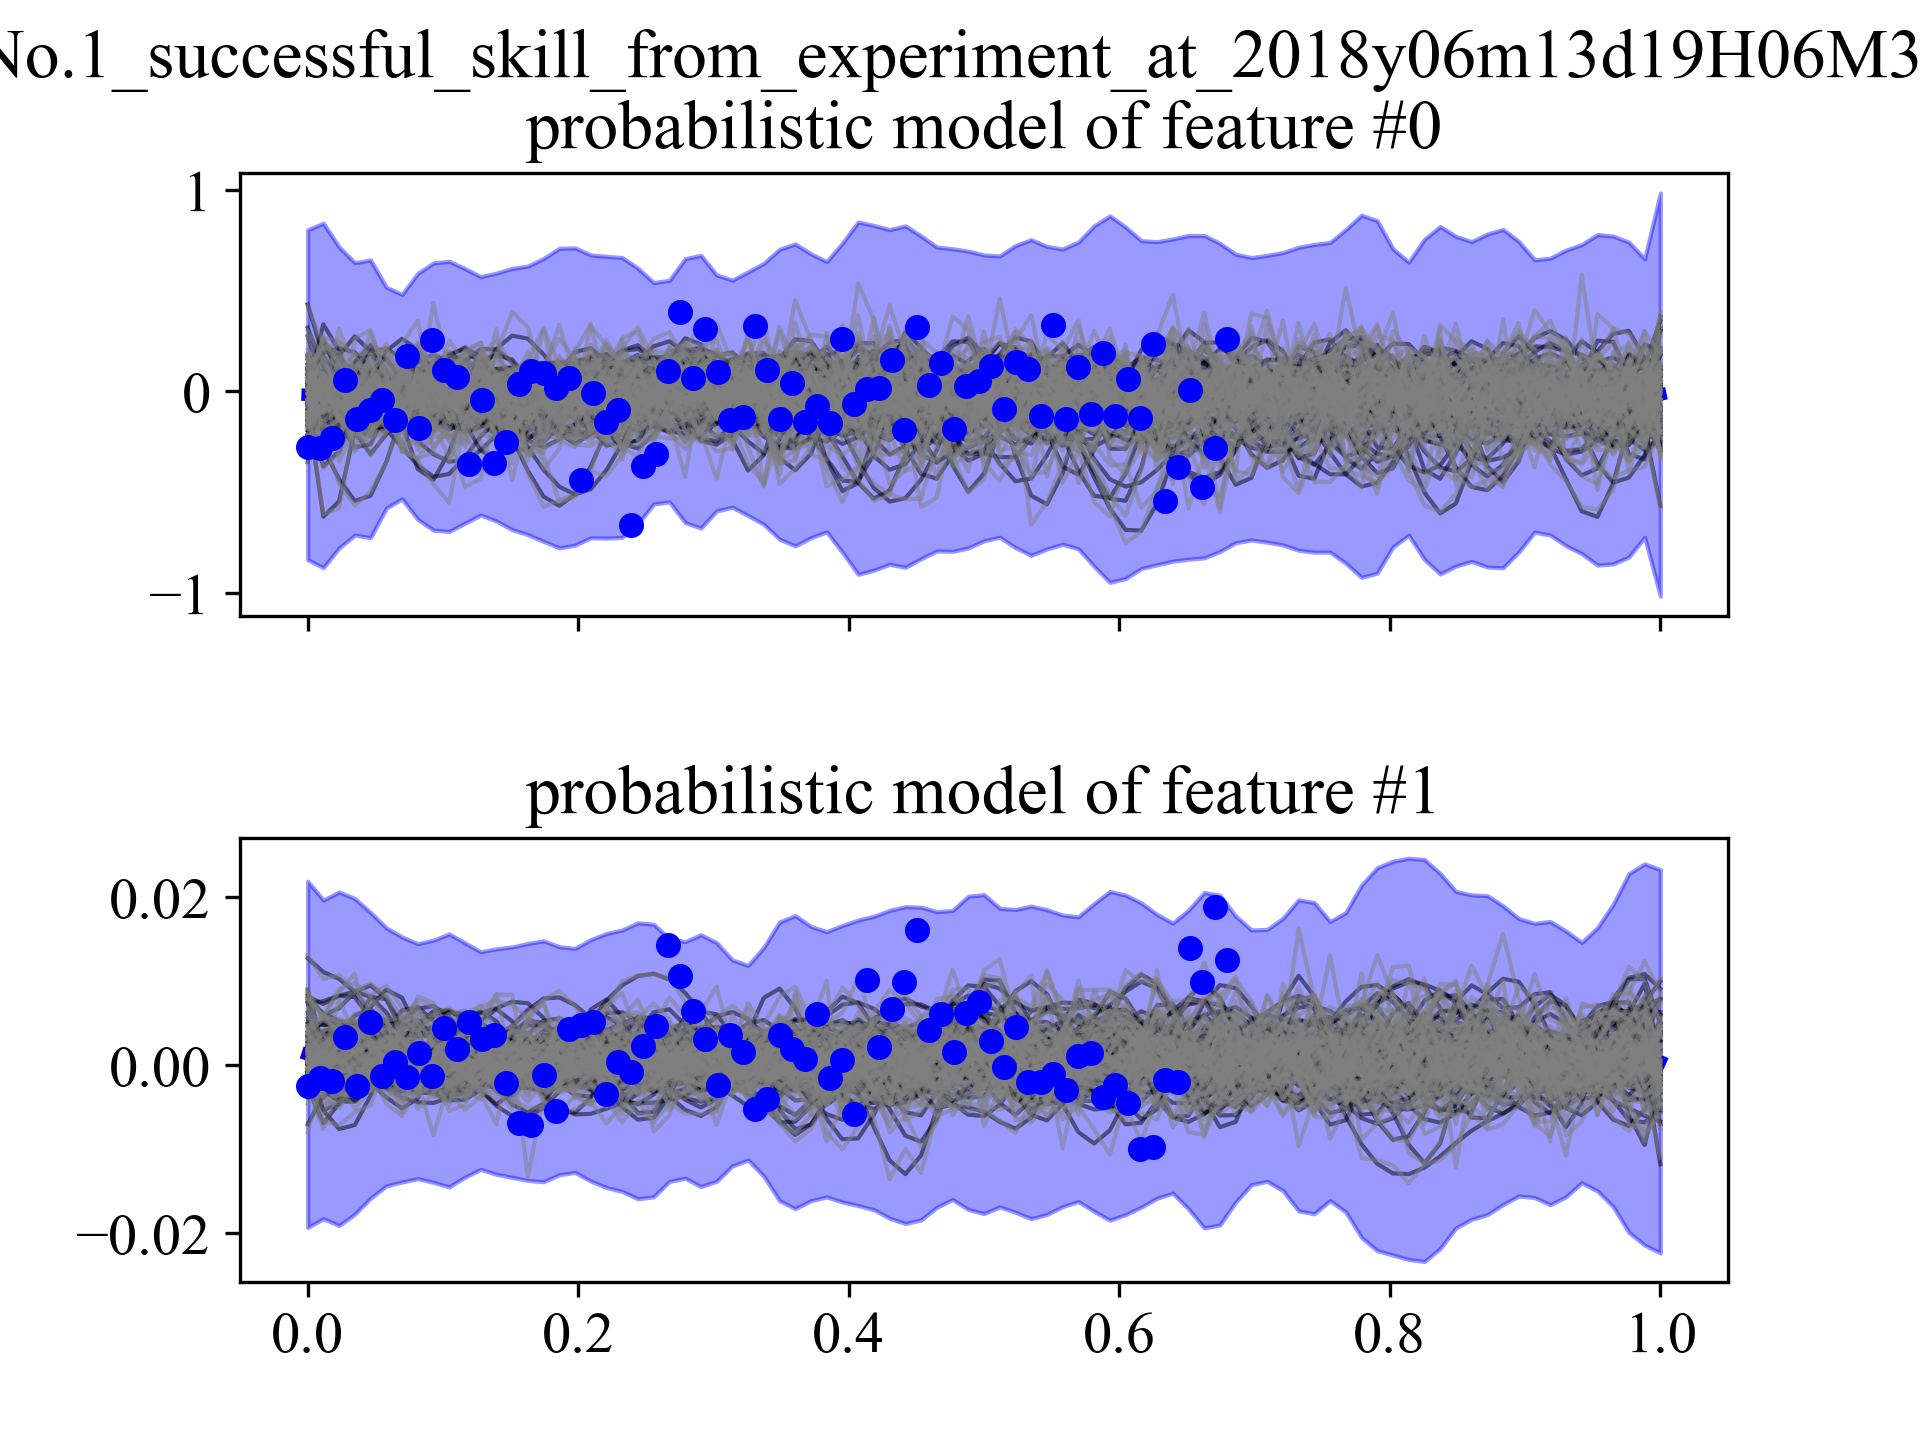 No.1_successful_skill_from_experiment_at_2018y06m13d19H06M3
probabilistic model of feature #0
1
0
−1
probabilistic model of feature #1
0.02
0.00
−0.02
0.0 0.2 0.4 0.6 0.8 1.0